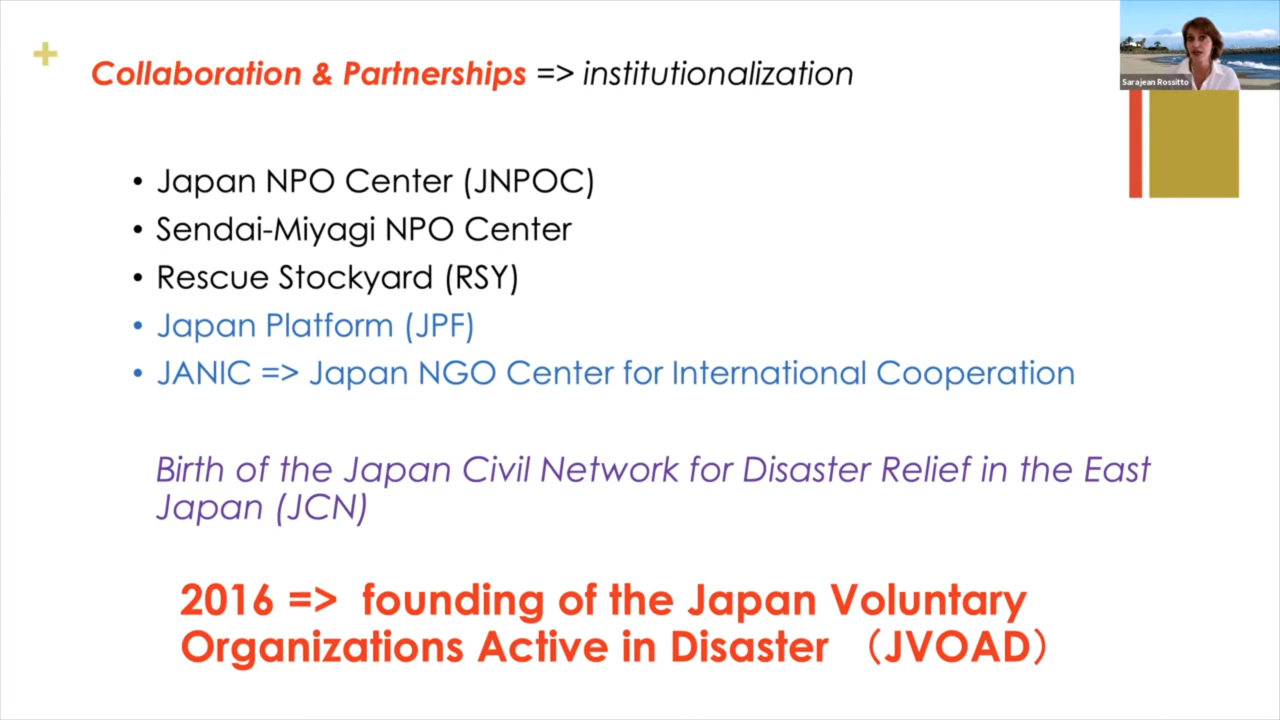 +
Collaboration & Partnerships => institutionalization
Sarajean Rossitto
• Japan NPO Center (JNPOC)
• Sendai-Miyagi NPO Center
• Rescue Stockyard (RSY)
• Japan Platform (JPF)
• JANIC => Japan NGO Center for International Cooperation
Birth of the Japan Civil Network for Disaster Relief in the East
Japan (JCN)
2016 => founding of the Japan Voluntary
Organizations Active in Disaster （JVOAD）